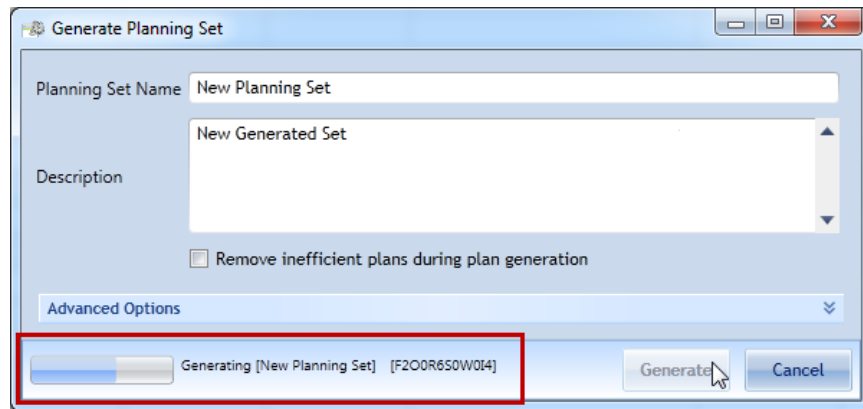 Generate Planning Set
Planning Set Name New Planning Set
New Generated Set
Description
Remove inefficient plans during plan generation
Advanced Options
Generating [New Planning Set] [F2O0R6S0W0I4]
Generate
Cancel